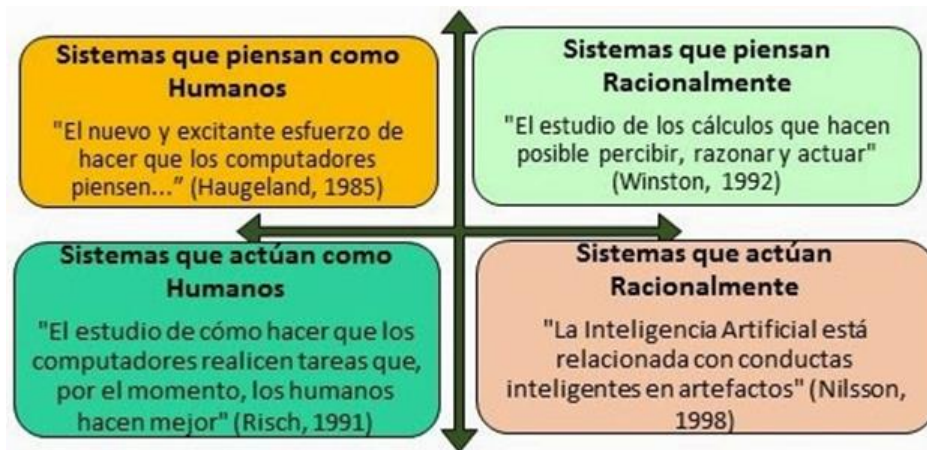 Sistemas que piensan como
Humanos
"El nuevo y excitante esfuerzo de
hacer que los computadores
piensen...” (Haugeland, 1985)
Sistemas que piensan
Racionalmente
"El estudio de los cálculos que hacen
posible percibir, razonar y actuar"
(Winston, 1992)
Sistemas que actúan como
Humanos
"El estudio de cómo hacer que los
computadores realicen tareas que,
por el momento, los humanos
hacen mejor" (Risch, 1991)
Sistemas que actúan
Racionalmente
"La Inteligencia Artificial está
relacionada con conductas
inteligentes en artefactos" (Nilsson,
1998)